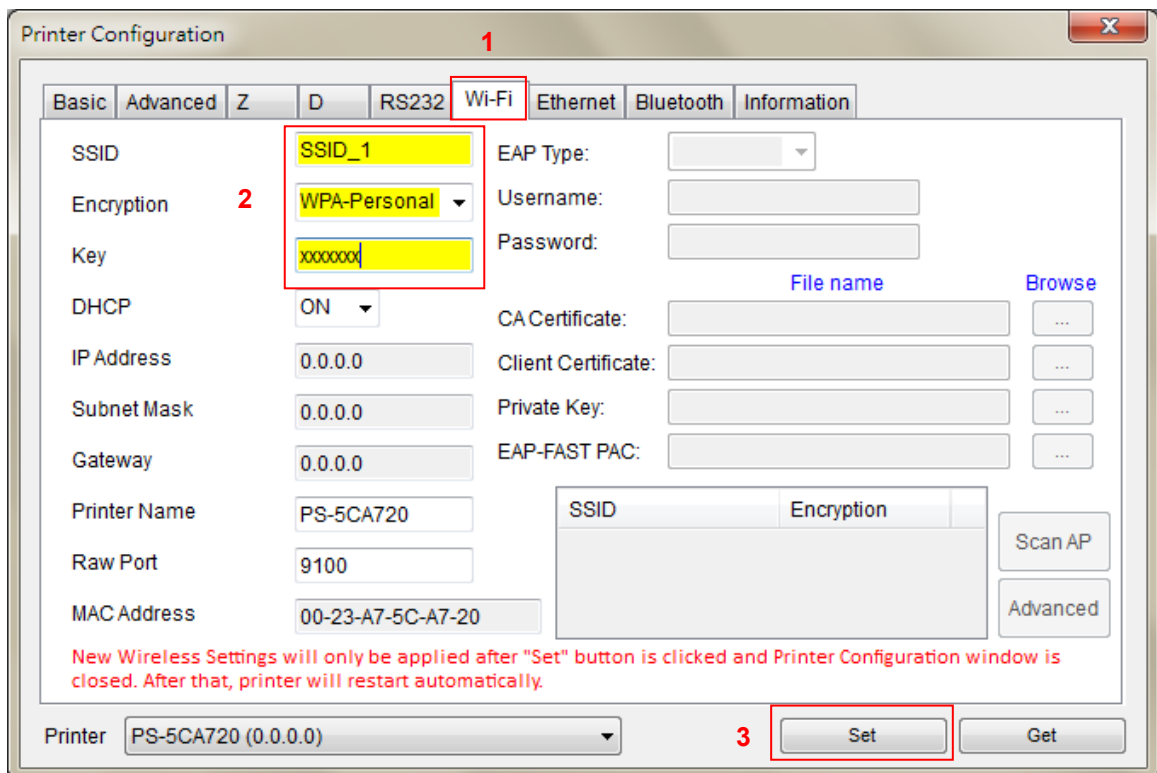 Printer Configuration
1
Basic Advanced Z D RS232 Wi-Fi Ethernet Bluetooth Information
SSID SSID_1 EAP Type:
2 Encryption WPA-Personal Username:
Key xxxxxxx Password:
File name Browse
DHCP ON CA Certificate: ...
IP Address 0.0.0.0 Client Certificate: ...
Subnet Mask 0.0.0.0 Private Key: ...
Gateway 0.0.0.0 EAP-FAST PAC: ...
Printer Name PS-5CA720 SSID Encryption
Scan AP
Raw Port 9100
Advanced
MAC Address 00-23-A7-5C-A7-20
New Wireless Settings will only be applied after "Set" button is clicked and Printer Configuration window is
closed. After that, printer will restart automatically.
Printer PS-5CA720 (0.0.0.0) 3 Set Get